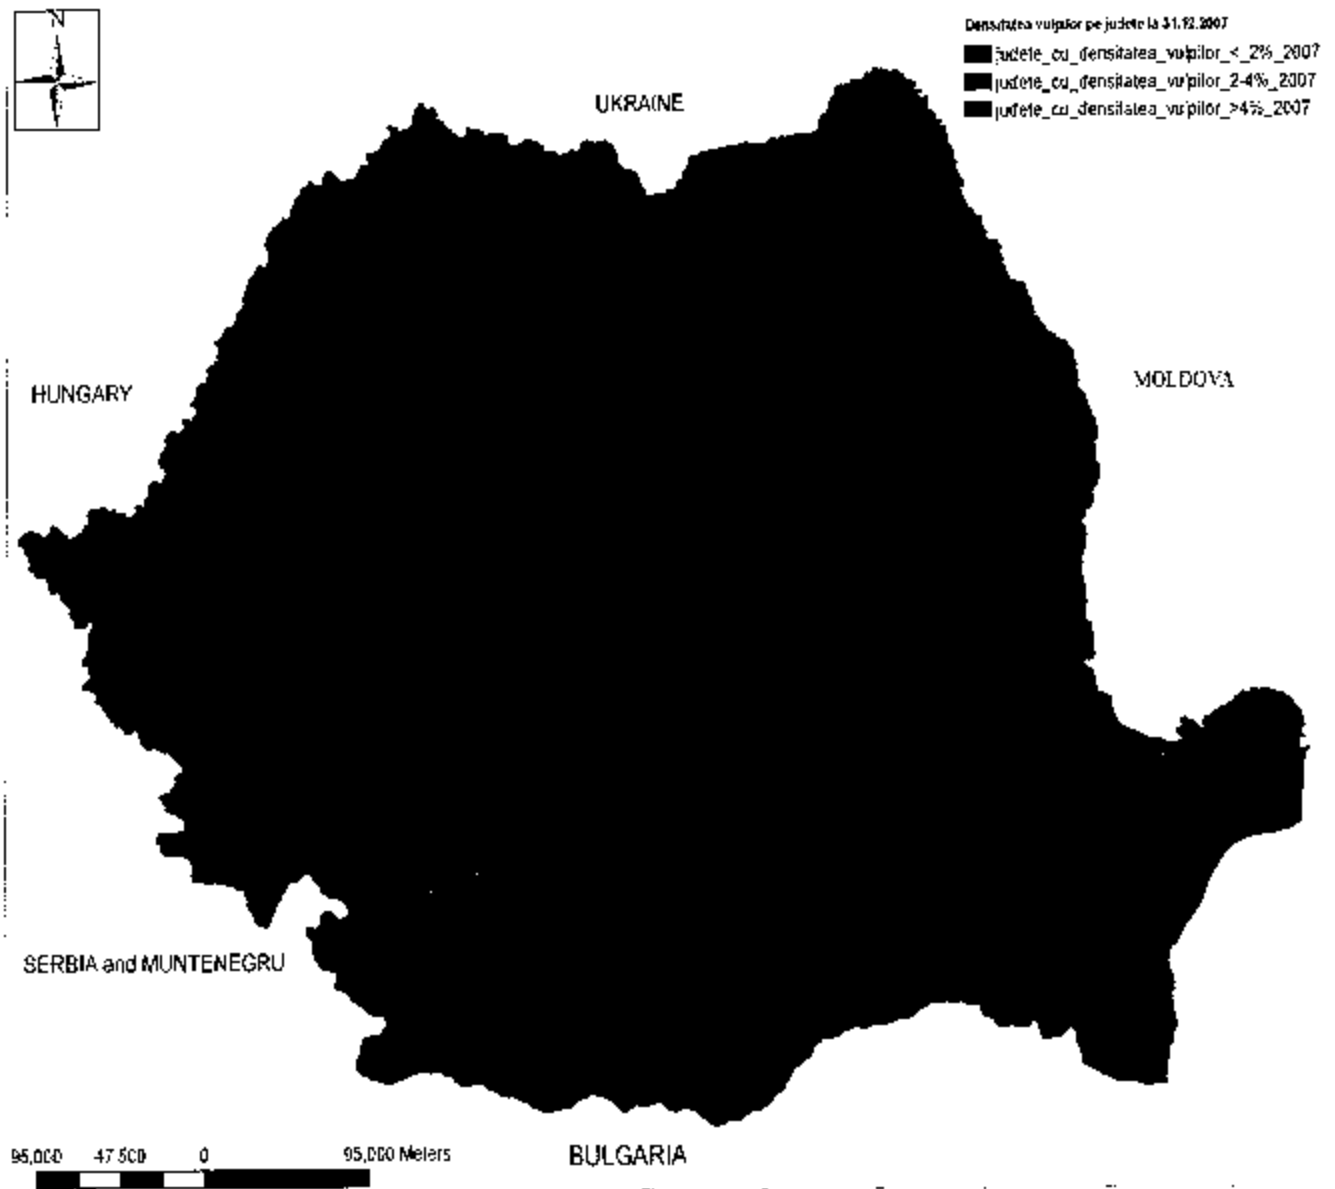 N
Densitatea vulpilor pe judete la 31.12.2007
judete_cu_densitatea_vulpilor_<_2%_2007
judete_cu_densitatea_vulpilor_2-4%_2007
judete_cu_densitatea_vulpilor_>4%_2007
UKRAINE
HUNGARY
MOLDOVA
SERBIA and MUNTENEGRU
95,000 47.500 0 95,000 Meters
BULGARIA